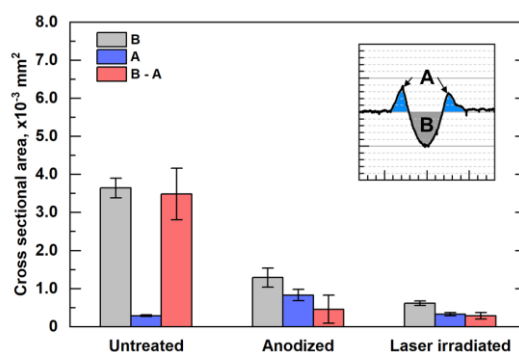 8.0
7.0
6.0
5.0
4.0
3.0
2.0
1.0
0.0
Cross sectional area, x10⁻³ mm²
B
A
B - A
A
B
Untreated Anodized Laser irradiated